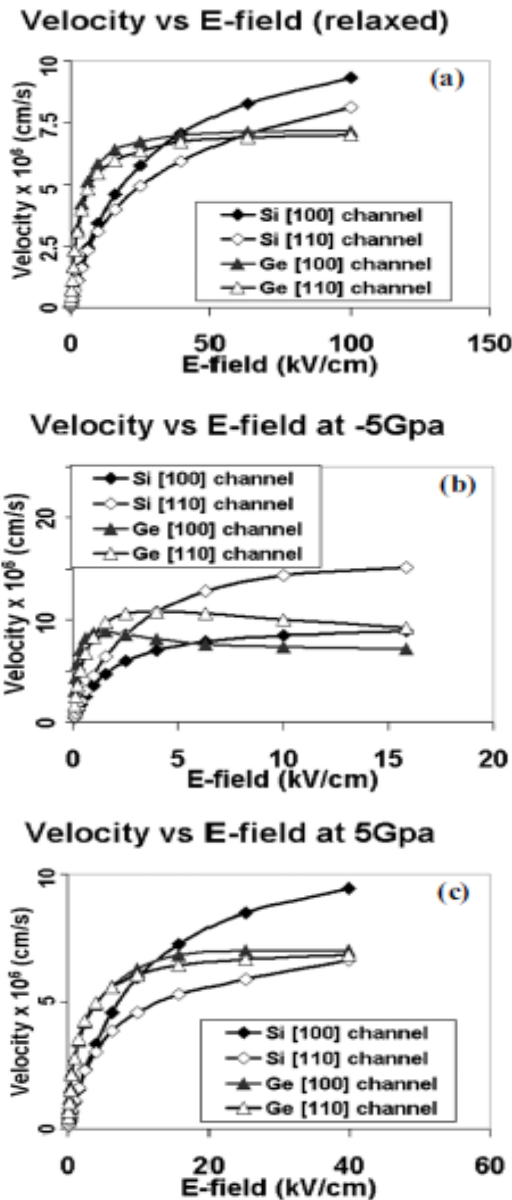 Velocity vs E-field (relaxed)
(a)
Velocity x 10⁶ (cm/s)
10
7.5
5
2.5
0
Si [100] channel
Si [110] channel
Ge [100] channel
Ge [110] channel
0 50 100 150
E-field (kV/cm)
Velocity vs E-field at -5Gpa
(b)
Si [100] channel
Si [110] channel
Ge [100] channel
Ge [110] channel
Velocity x 10⁶ (cm/s)
20
10
0
0 5 10 15 20
E-field (kV/cm)
Velocity vs E-field at 5Gpa
(c)
Velocity x 10⁶ (cm/s)
10
5
0
Si [100] channel
Si [110] channel
Ge [100] channel
Ge [110] channel
0 20 40 60
E-field (kV/cm)